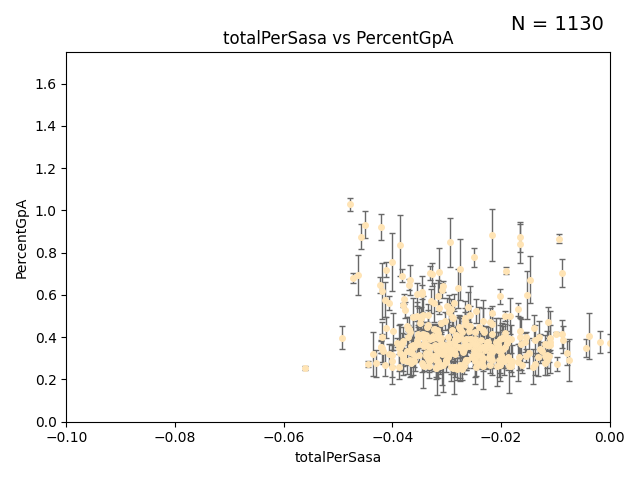 N = 1130
totalPerSasa vs PercentGpA
PercentGpA
1.6
1.4
1.2
1.0
0.8
0.6
0.4
0.2
0.0
−0.10 −0.08 −0.06 −0.04 −0.02 0.00
totalPerSasa